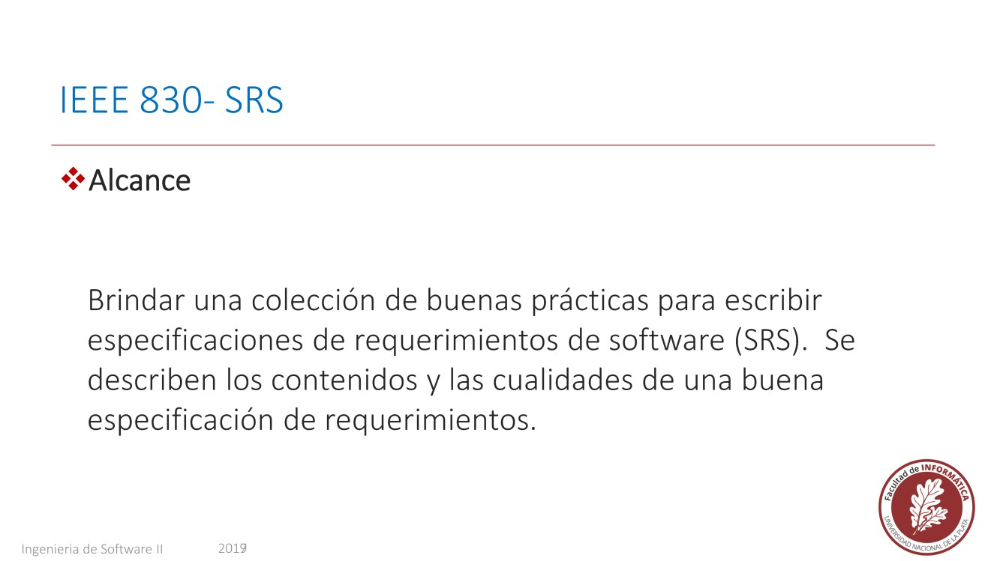 IEEE 830- SRS
Alcance
Brindar una colección de buenas prácticas para escribir
especificaciones de requerimientos de software (SRS). Se
describen los contenidos y las cualidades de una buena
especificación de requerimientos.
Facultad de INFORMÁTICA
UNIVERSIDAD NACIONAL DE LA PLATA
Ingenieria de Software II